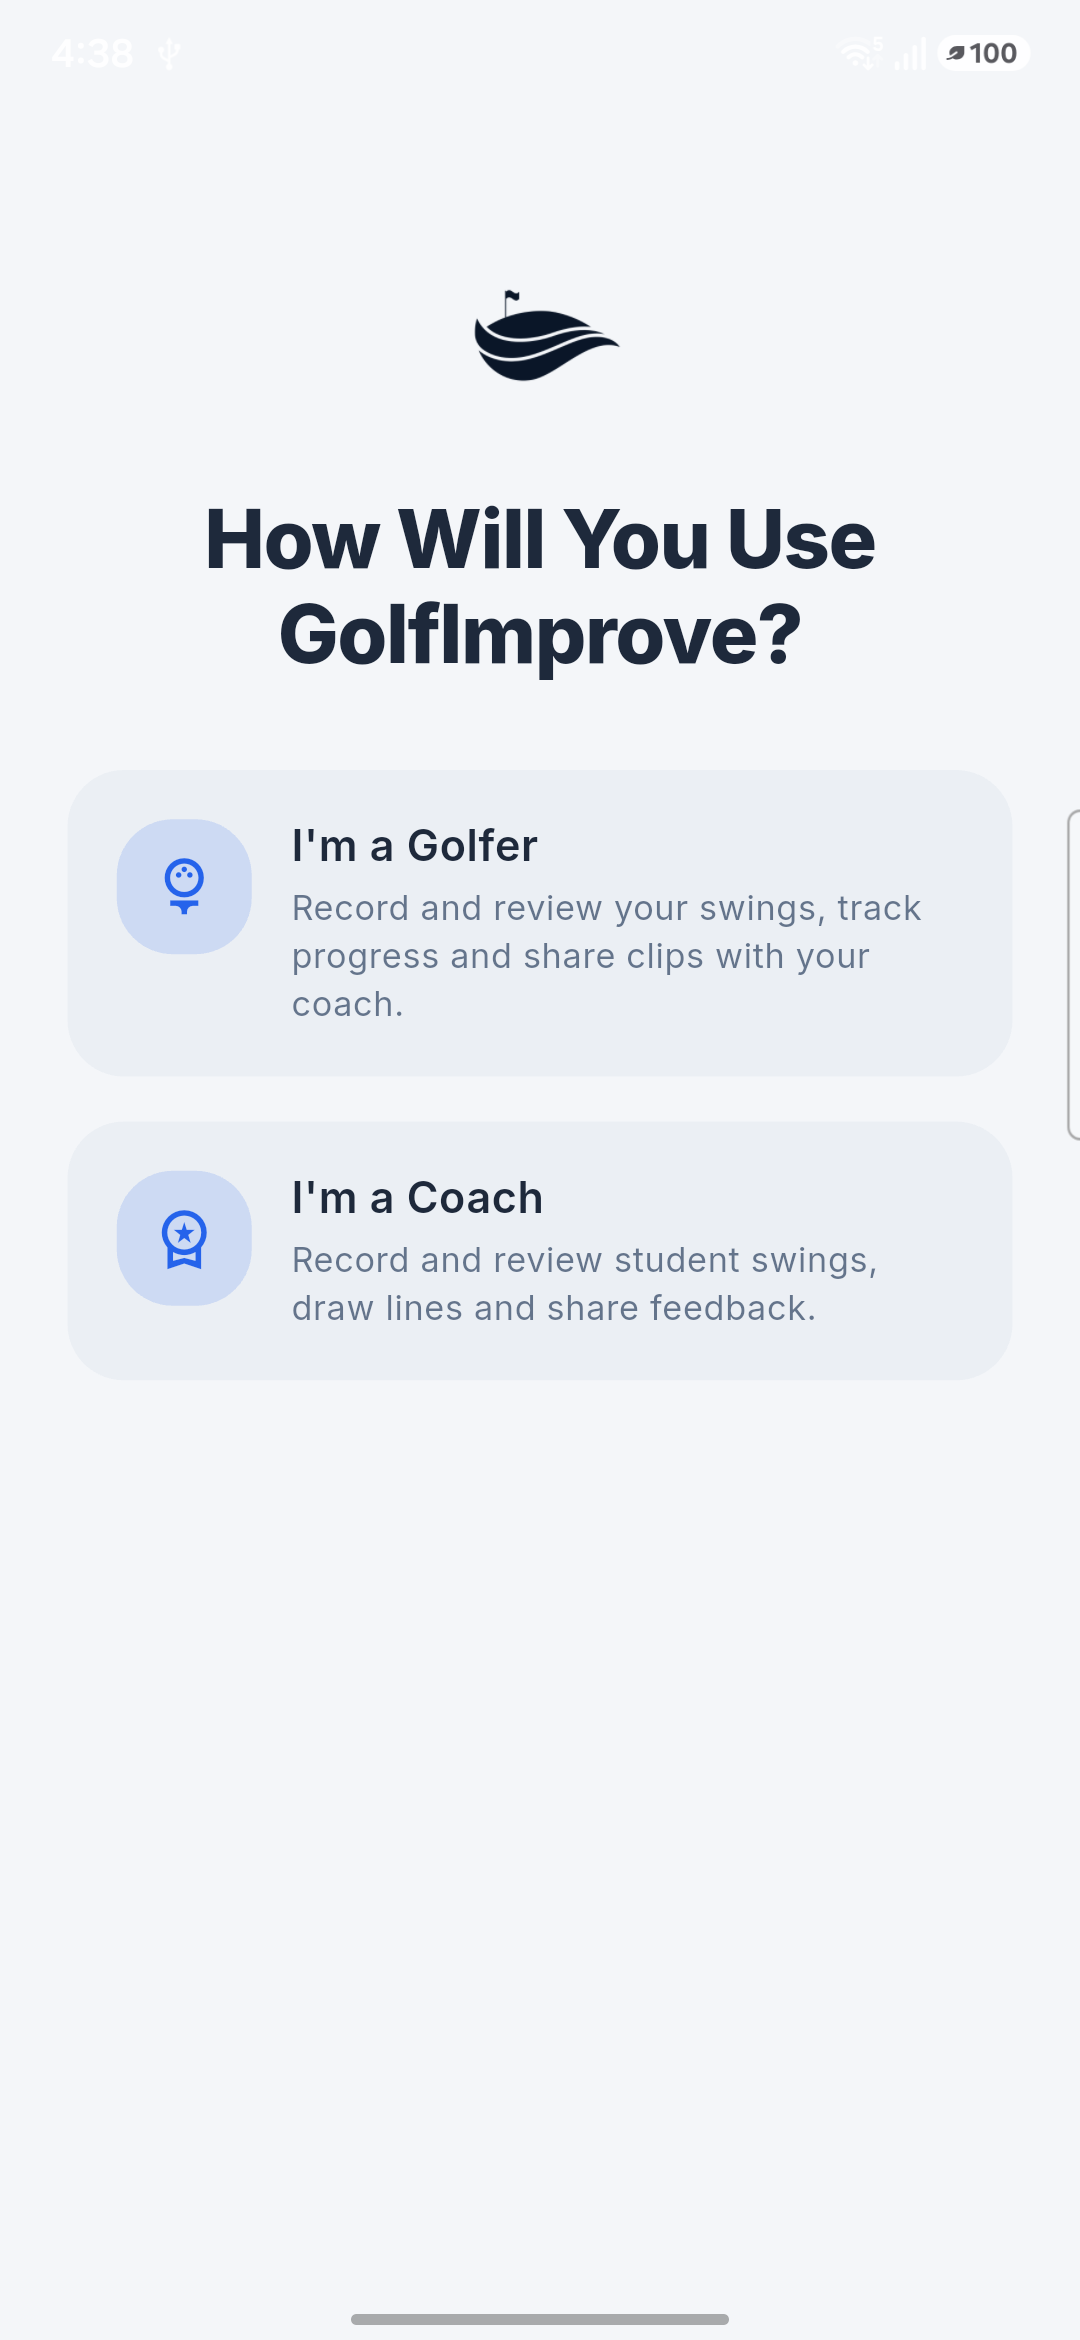 4:38
5
100
How Will You Use
GolfImprove?
I'm a Golfer
Record and review your swings, track
progress and share clips with your
coach.
I'm a Coach
Record and review student swings,
draw lines and share feedback.